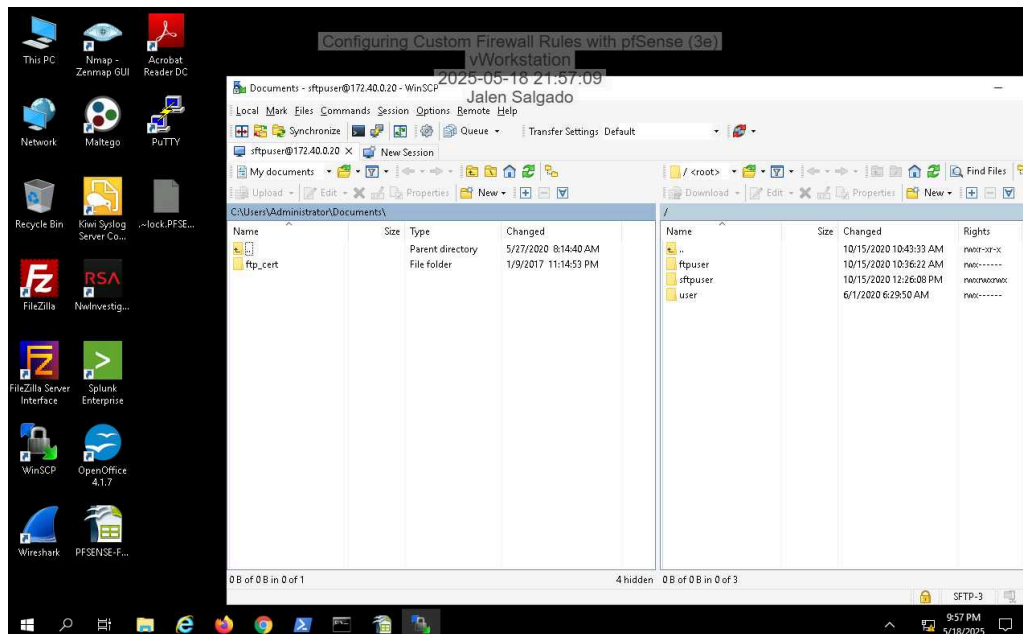 Configuring Custom Firewall Rules with pfSense (3e)
vWorkstation
2025-05-18 21:57:09
Jalen Salgado
This PC
Nmap -
Zenmap GUI
Acrobat
Reader DC
Network
Maltego
PuTTY
Recycle Bin
Kiwi Syslog
Server Co...
.~lock.PFSE...
FileZilla
RSA
NwInvestig...
FileZilla Server
Interface
Splunk
Enterprise
WinSCP
OpenOffice
4.1.7
Wireshark
PFSENSE-F...
Documents - sftpuser@172.40.0.20 - WinSCP
Local Mark Files Commands Session Options Remote Help
Synchronize Queue Transfer Settings Default
sftpuser@172.40.0.20 × New Session
My documents
Upload Edit Properties New
C:\Users\Administrator\Documents\
Name Size Type Changed
.. Parent directory 5/27/2020 8:14:40 AM
ftp_cert File folder 1/9/2017 11:14:53 PM
/ <root> Find Files
Download Edit Properties New
/
Name Size Changed Rights
.. 10/15/2020 10:43:33 AM rwxr-xr-x
ftpuser 10/15/2020 10:36:22 AM rwx------
sftpuser 10/15/2020 12:26:08 PM rwxrwxrwx
user 6/1/2020 6:29:50 AM rwx------
0 B of 0 B in 0 of 1 4 hidden 0 B of 0 B in 0 of 3
SFTP-3
9:57 PM
5/18/2025